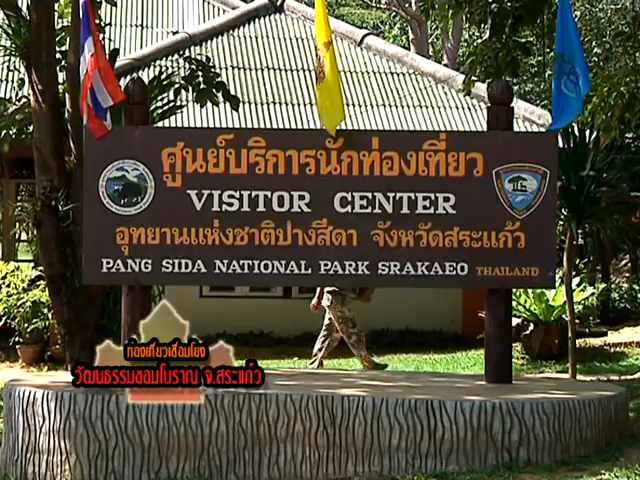 ศูนย์บริการนักท่องเที่ยว
VISITOR CENTER
อุทยานแห่งชาติปางสีดา จังหวัดสระแก้ว
PANG SIDA NATIONAL PARK SRAKAEO THAILAND
ท่องเที่ยวเชื่อมโยง
วัฒนธรรมขอมโบราณ จ.สระแก้ว